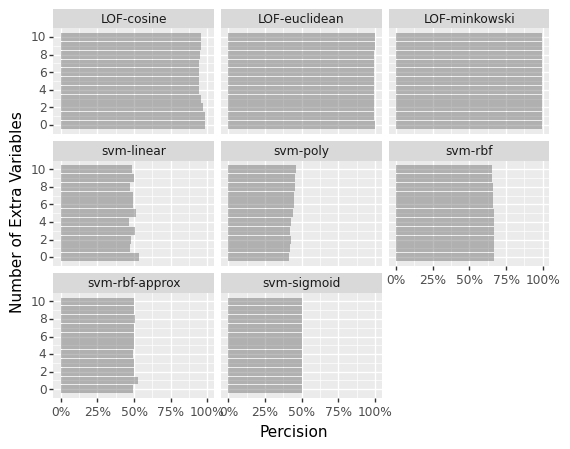 LOF-cosine LOF-euclidean LOF-minkowski
10
8
6
4
2
0
svm-linear svm-poly svm-rbf
10
8
6
4
2
0
0% 25% 50% 75% 100%
svm-rbf-approx svm-sigmoid
10
8
6
4
2
0
0% 25% 50% 75% 100% 0% 25% 50% 75% 100%
Percision
Number of Extra Variables